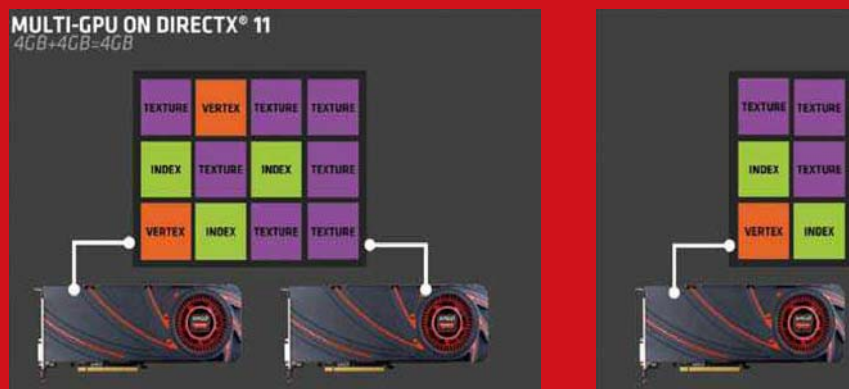 MULTI-GPU ON DIRECTX® 11
4GB+4GB=4GB
TEXTURE VERTEX TEXTURE TEXTURE
INDEX TEXTURE INDEX TEXTURE
VERTEX INDEX TEXTURE TEXTURE
TEXTURE TEXTURE
INDEX TEXTURE
VERTEX INDEX